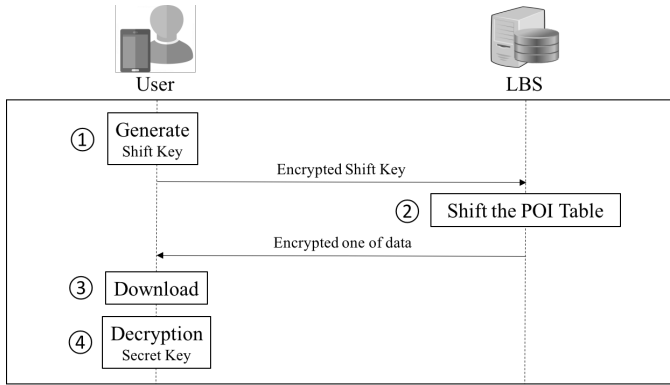 User
LBS
① Generate
Shift Key
Encrypted Shift Key
② Shift the POI Table
Encrypted one of data
③ Download
④ Decryption
Secret Key